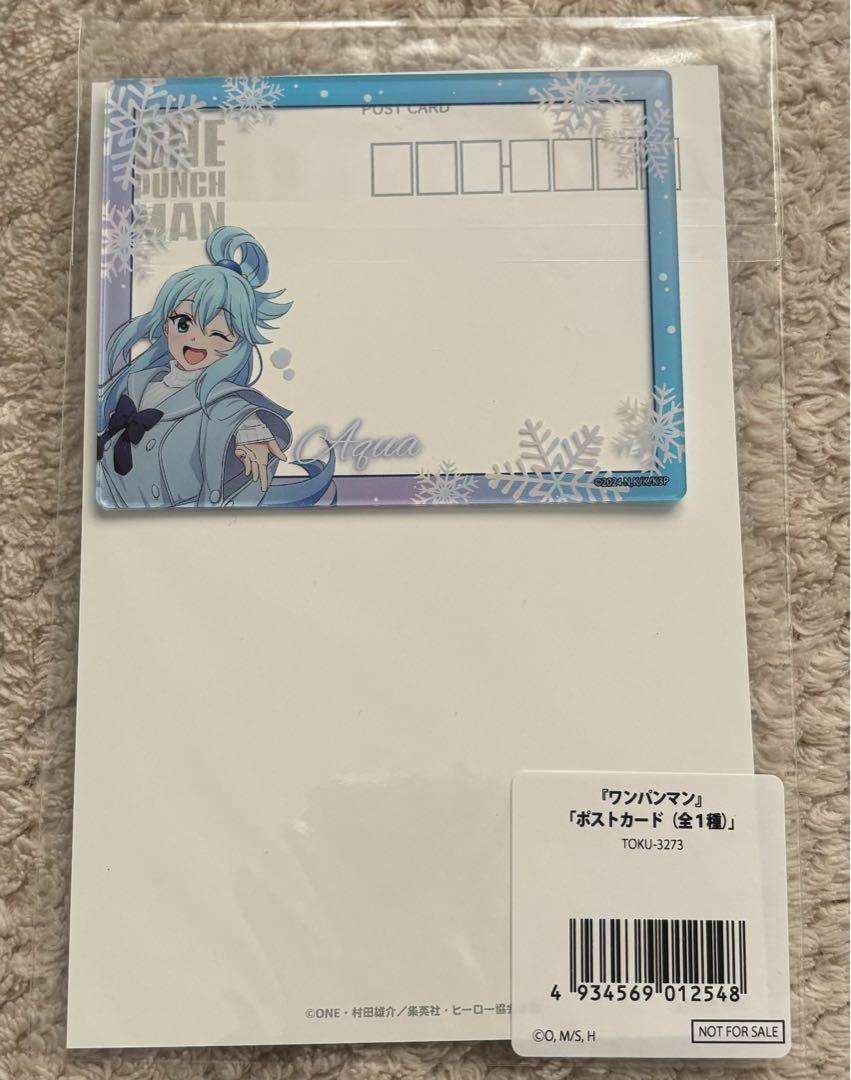 POST CARD
ONE
PUNCH
MAN
Aqua
©2024 N,K/K/K3P
『ワンパンマン』
「ポストカード（全1種）」
TOKU-3273
4 934569 012548
©ONE・村田雄介／集英社・ヒーロー協会
©O, M/S, H
NOT FOR SALE